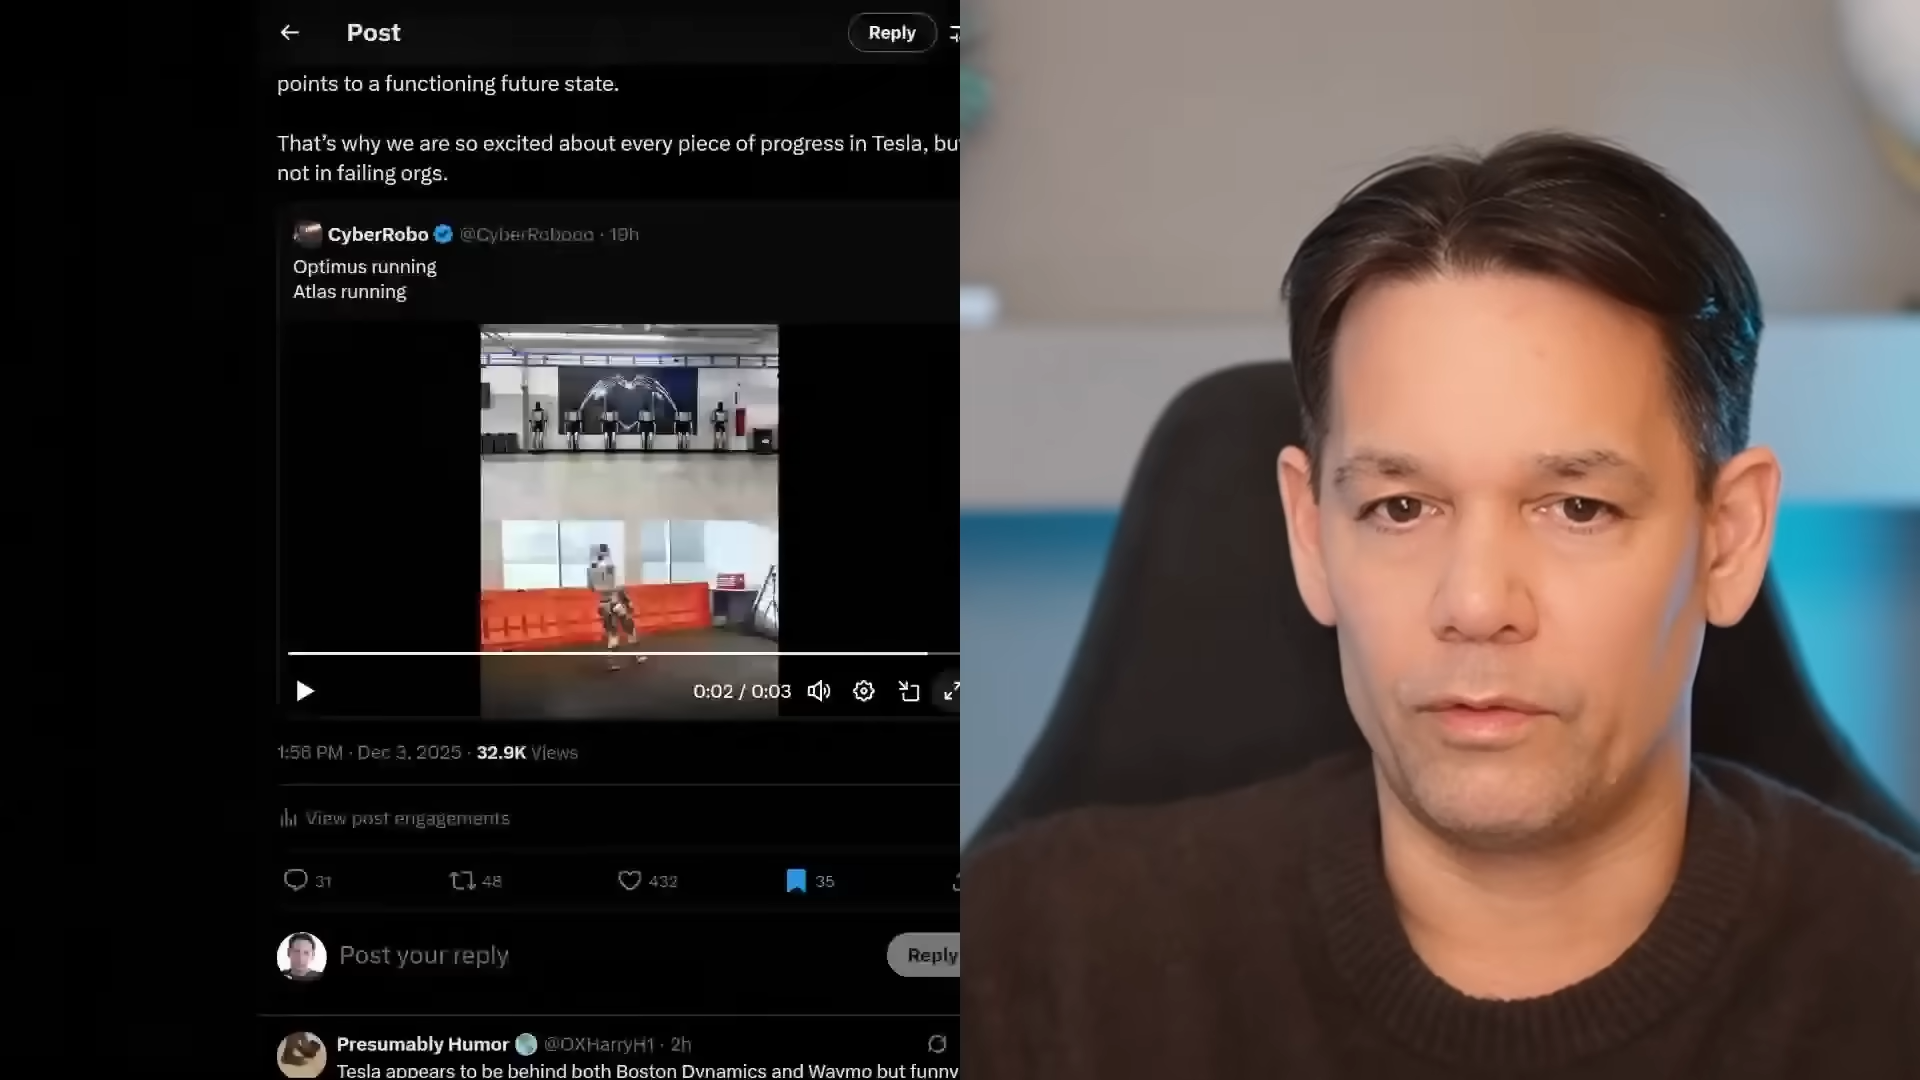 Post
Reply
points to a functioning future state.
That’s why we are so excited about every piece of progress in Tesla, but
not in failing orgs.
CyberRobo @CyberRobooo · 19h
Optimus running
Atlas running
0:02 / 0:03
1:56 PM · Dec 3, 2025 · 32.9K Views
View post engagements
31 48 432 35
Post your reply
Reply
Presumably Humor @OXHarryH1 · 2h
Tesla appears to be behind both Boston Dynamics and Waymo but funny